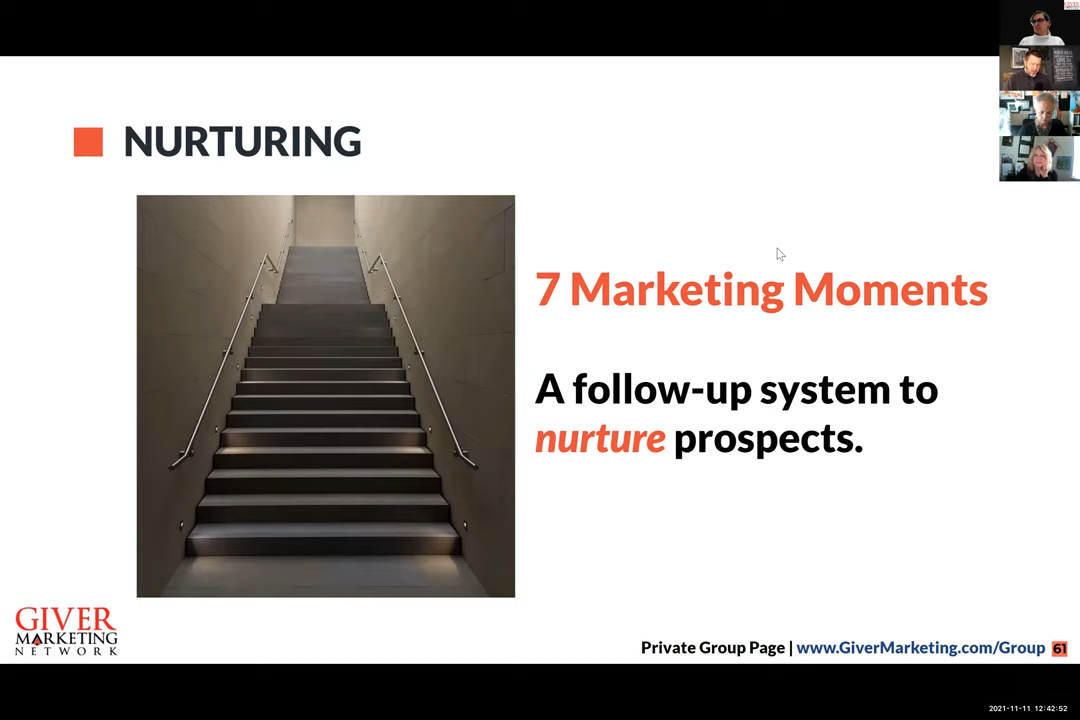 NURTURING
7 Marketing Moments
A follow-up system to
nurture prospects.
GIVER
MARKETING
NETWORK
Private Group Page | www.GiverMarketing.com/Group 61
GIVER
2021-11-11 12:42:52